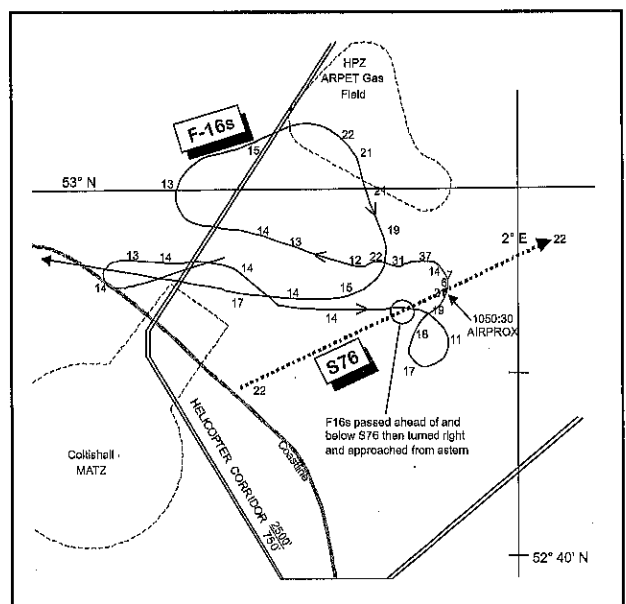 HPZ
ARPET Gas
Field
F-16s
22
15
21
21
53° N
13
19
14
2° E
22
13
13
14
14
12
22
31
37
14
7
6
14
15
17
14
14
19
1050:30
AIRPROX
18
11
S76
17
22
F16s passed ahead of and
below S76 then turned right
and approached from astern
Coltishall
MATZ
HELICOPTER CORRIDOR 2500'
750'
Coastline
52° 40' N